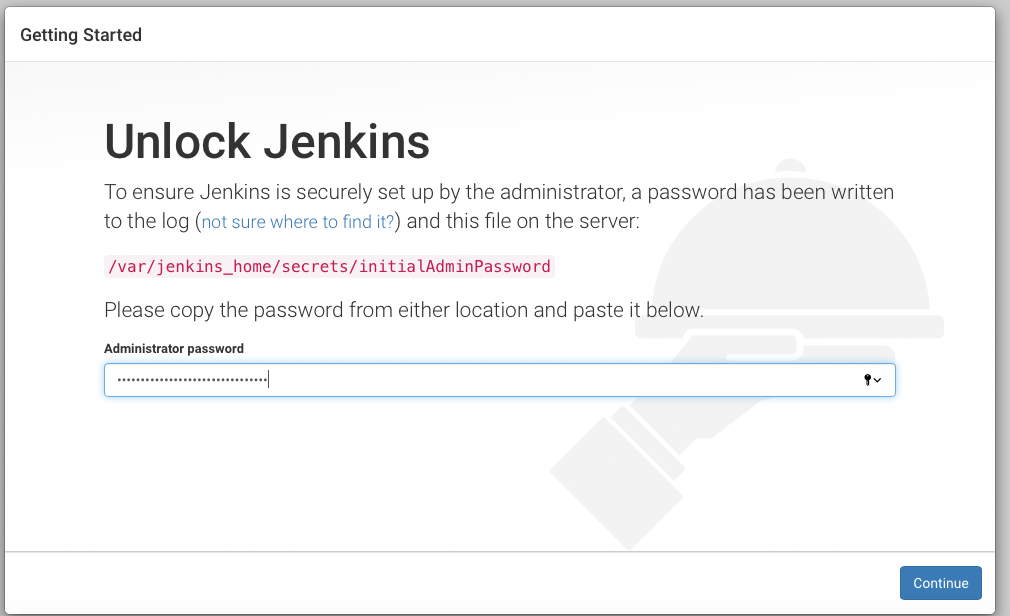 Getting Started
Unlock Jenkins
To ensure Jenkins is securely set up by the administrator, a password has been written
to the log (not sure where to find it?) and this file on the server:
/var/jenkins_home/secrets/initialAdminPassword
Please copy the password from either location and paste it below.
Administrator password
Continue